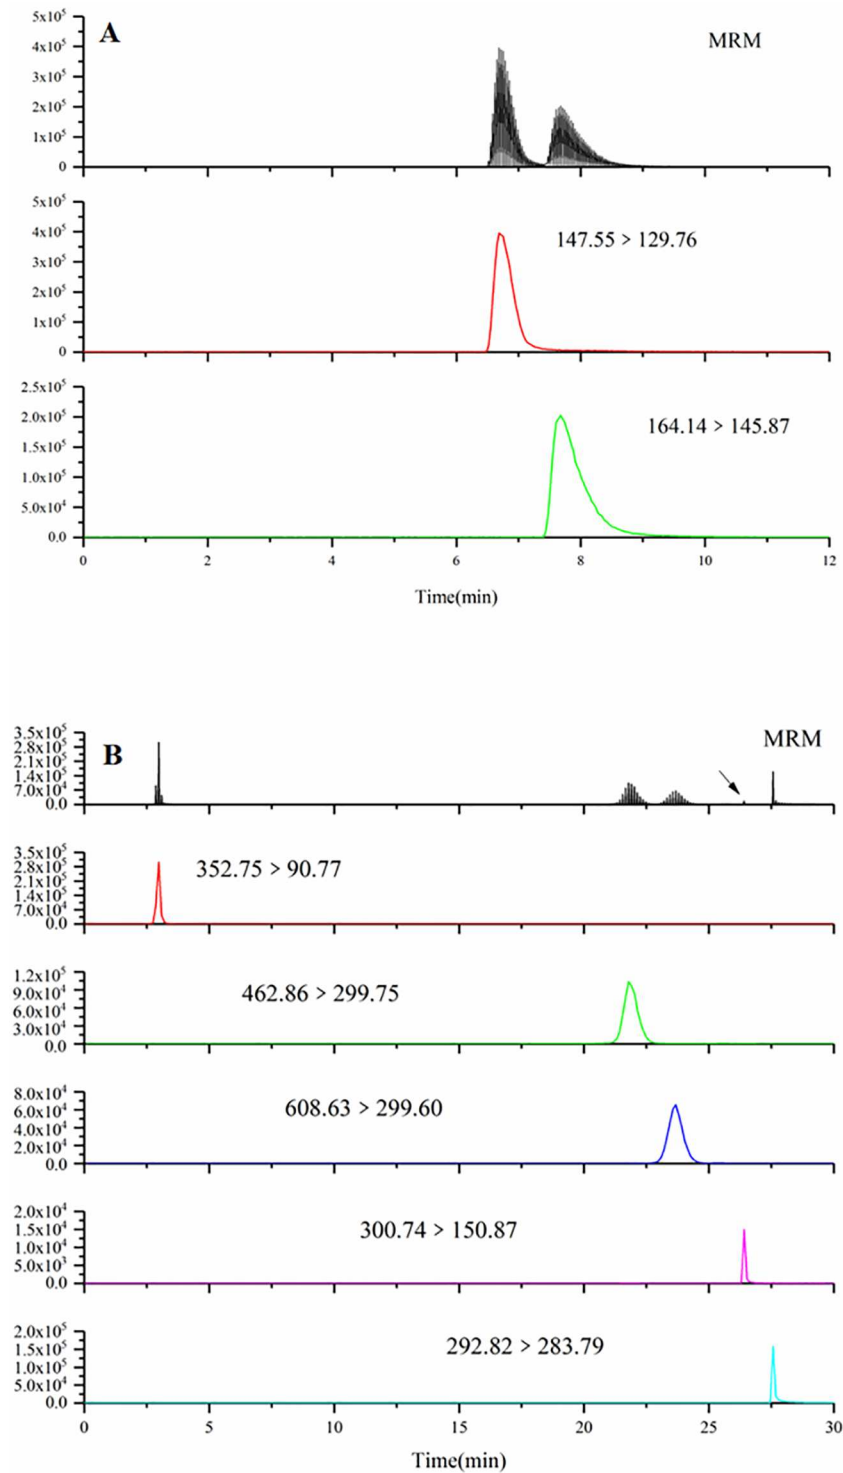 A
MRM
5x10⁵
4x10⁵
3x10⁵
2x10⁵
1x10⁵
0
5x10⁵
4x10⁵
3x10⁵
2x10⁵
1x10⁵
0
147.55 > 129.76
2.5x10⁵
2.0x10⁵
1.5x10⁵
1.0x10⁵
5.0x10⁴
0.0
164.14 > 145.87
0 2 4 6 8 10 12
Time(min)
B
MRM
3.5x10⁵
2.8x10⁵
2.1x10⁵
1.4x10⁵
7.0x10⁴
0.0
3.5x10⁵
2.8x10⁵
2.1x10⁵
1.4x10⁵
7.0x10⁴
0.0
352.75 > 90.77
1.2x10⁵
9.0x10⁴
6.0x10⁴
3.0x10⁴
0.0
462.86 > 299.75
8.0x10⁴
6.0x10⁴
4.0x10⁴
2.0x10⁴
0.0
608.63 > 299.60
2.0x10⁴
1.5x10⁴
1.0x10⁴
5.0x10³
0.0
300.74 > 150.87
2.0x10⁵
1.5x10⁵
1.0x10⁵
5.0x10⁴
0.0
292.82 > 283.79
0 5 10 15 20 25 30
Time(min)